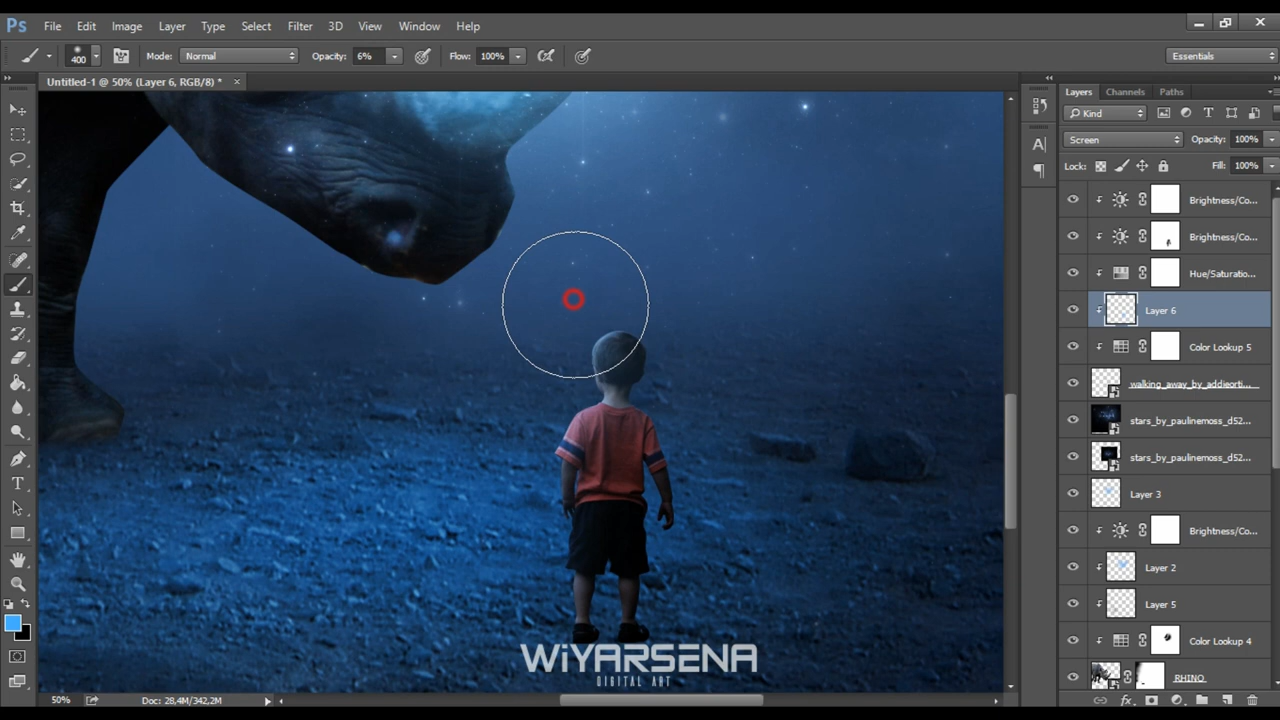 Ps File Edit Image Layer Type Select Filter 3D View Window Help
400 Mode: Normal Opacity: 6% Flow: 100% Essentials
Untitled-1 @ 50% (Layer 6, RGB/8) * ×
Layers Channels Paths
Kind
Screen Opacity: 100%
Lock: Fill: 100%
Brightness/Co...
Brightness/Co...
Hue/Saturatio...
Layer 6
Color Lookup 5
walking_away_by_addieorti...
stars_by_paulinemoss_d52...
stars_by_paulinemoss_d52...
Layer 3
Brightness/Co...
Layer 2
Layer 5
Color Lookup 4
RHINO
WiYARSENA
DIGITAL ART
50% Doc: 28,4M/342,2M